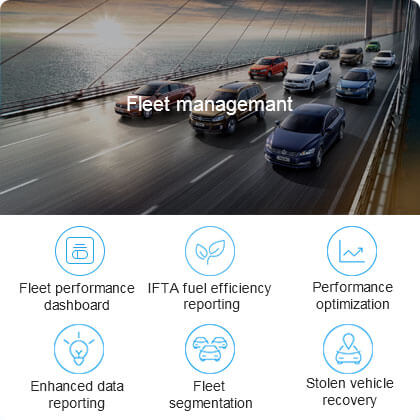 Fleet managemant
Fleet performance
dashboard
IFTA fuel efficiency
reporting
Performance
optimization
Enhanced data
reporting
Fleet
segmentation
Stolen vehicle
recovery